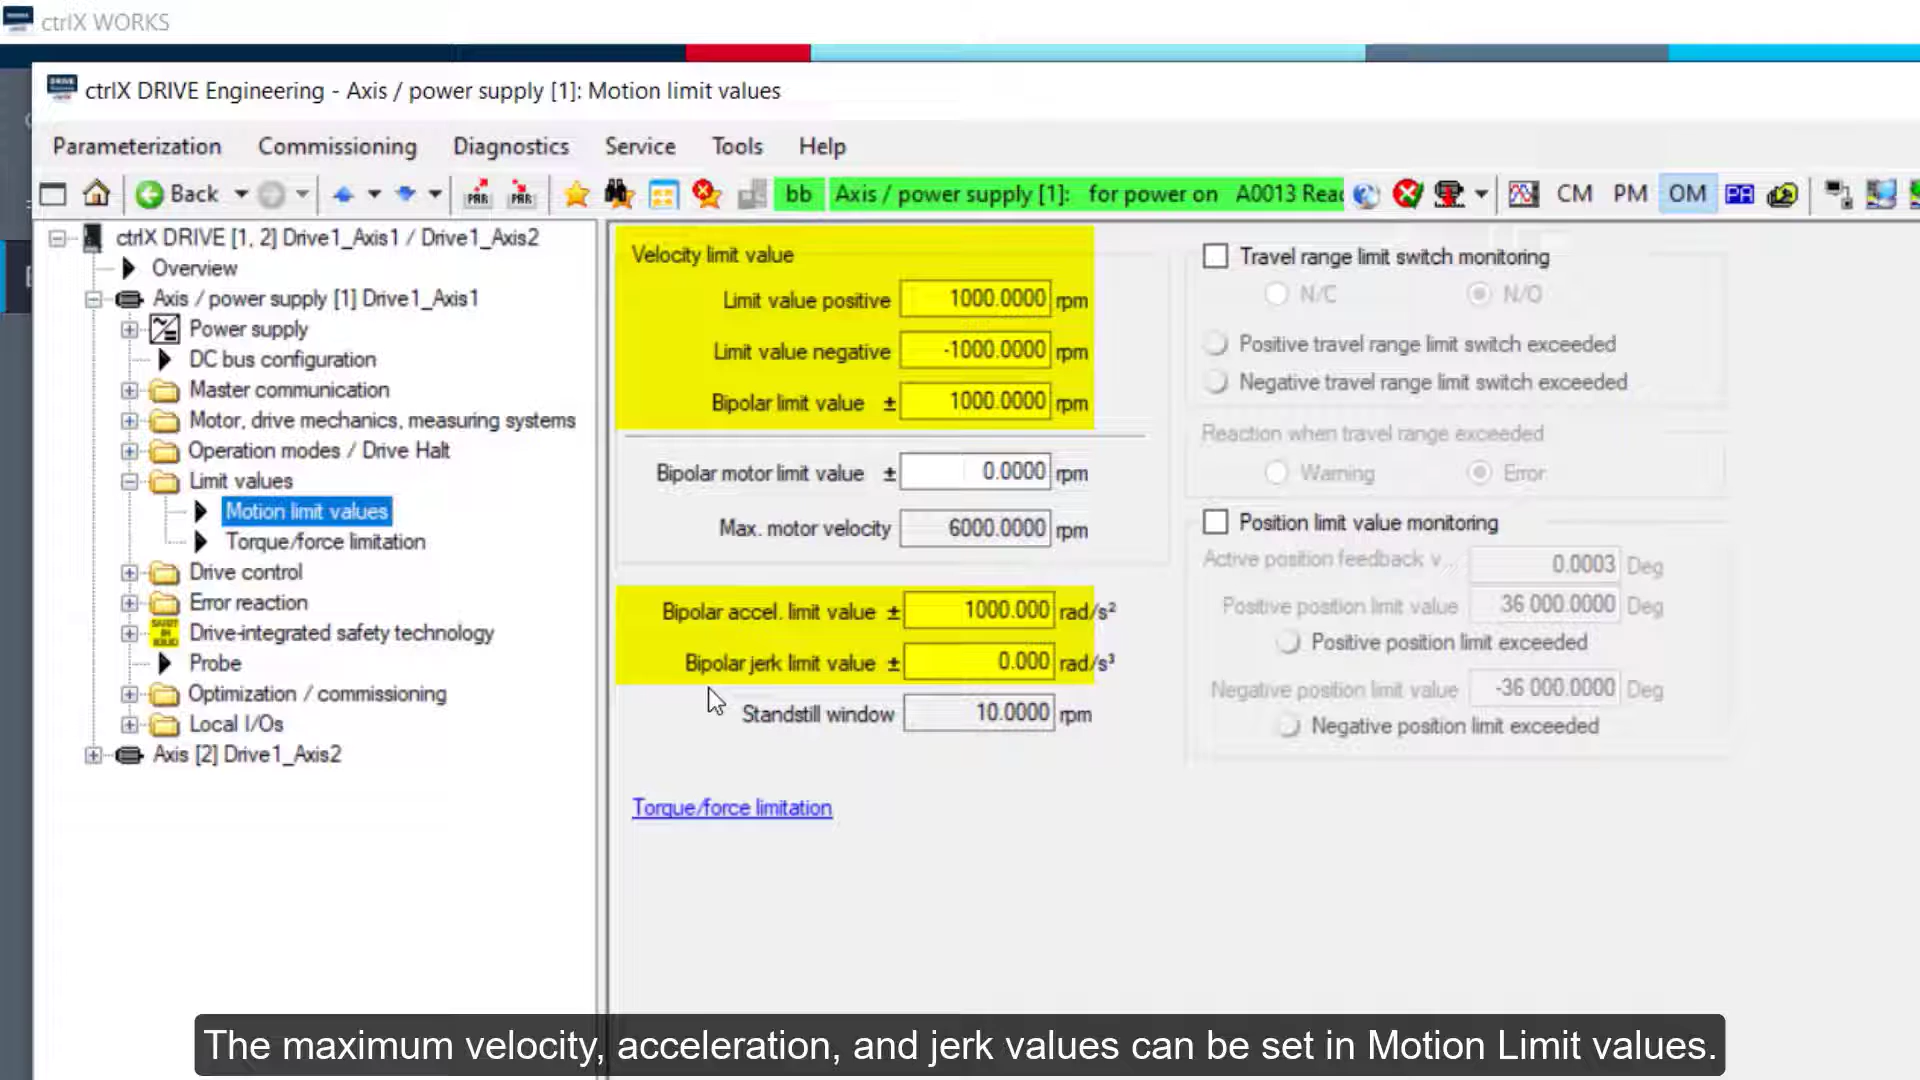 ctrlX WORKS
ctrlX DRIVE Engineering - Axis / power supply [1]: Motion limit values
Parameterization Commissioning Diagnostics Service Tools Help
Back PAR PAR bb Axis / power supply [1]: for power on A0013 Reac CM PM OM PA
ctrlX DRIVE [1, 2] Drive1_Axis1 / Drive1_Axis2
Overview
Axis / power supply [1] Drive1_Axis1
Power supply
DC bus configuration
Master communication
Motor, drive mechanics, measuring systems
Operation modes / Drive Halt
Limit values
Motion limit values
Torque/force limitation
Drive control
Error reaction
Drive-integrated safety technology
Probe
Optimization / commissioning
Local I/Os
Axis [2] Drive1_Axis2
Velocity limit value
Limit value positive 1000.0000 rpm
Limit value negative -1000.0000 rpm
Bipolar limit value ± 1000.0000 rpm
Bipolar motor limit value ± 0.0000 rpm
Max. motor velocity 6000.0000 rpm
Bipolar accel. limit value ± 1000.000 rad/s²
Bipolar jerk limit value ± 0.000 rad/s³
Standstill window 10.0000 rpm
Torque/force limitation
Travel range limit switch monitoring
N/C N/O
Positive travel range limit switch exceeded
Negative travel range limit switch exceeded
Reaction when travel range exceeded
Warning Error
Position limit value monitoring
Active position feedback v... 0.0003 Deg
Positive position limit value 36 000.0000 Deg
Positive position limit exceeded
Negative position limit value -36 000.0000 Deg
Negative position limit exceeded
The maximum velocity, acceleration, and jerk values can be set in Motion Limit values.